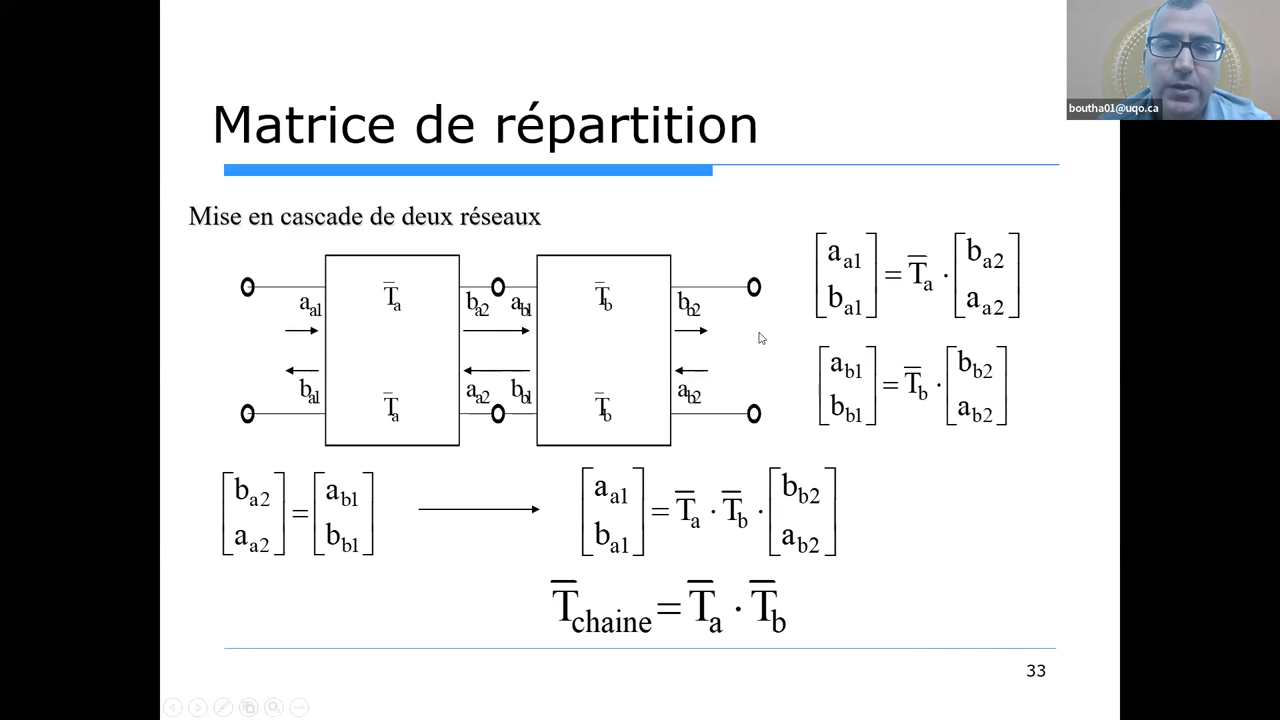 boutha01@uqo.ca
Matrice de répartition
Mise en cascade de deux réseaux
a_a1 T̅_a b_a2 a_b1 T̅_b b_b2
b_a1 T̅_a a_a2 b_b1 T̅_b a_b2
[a_a1 b_a1] = T̅_a · [b_a2 a_a2]
[a_b1 b_b1] = T̅_b · [b_b2 a_b2]
[b_a2 a_a2] = [a_b1 b_b1] → [a_a1 b_a1] = T̅_a · T̅_b · [b_b2 a_b2]
T̅_chaine = T̅_a · T̅_b
33